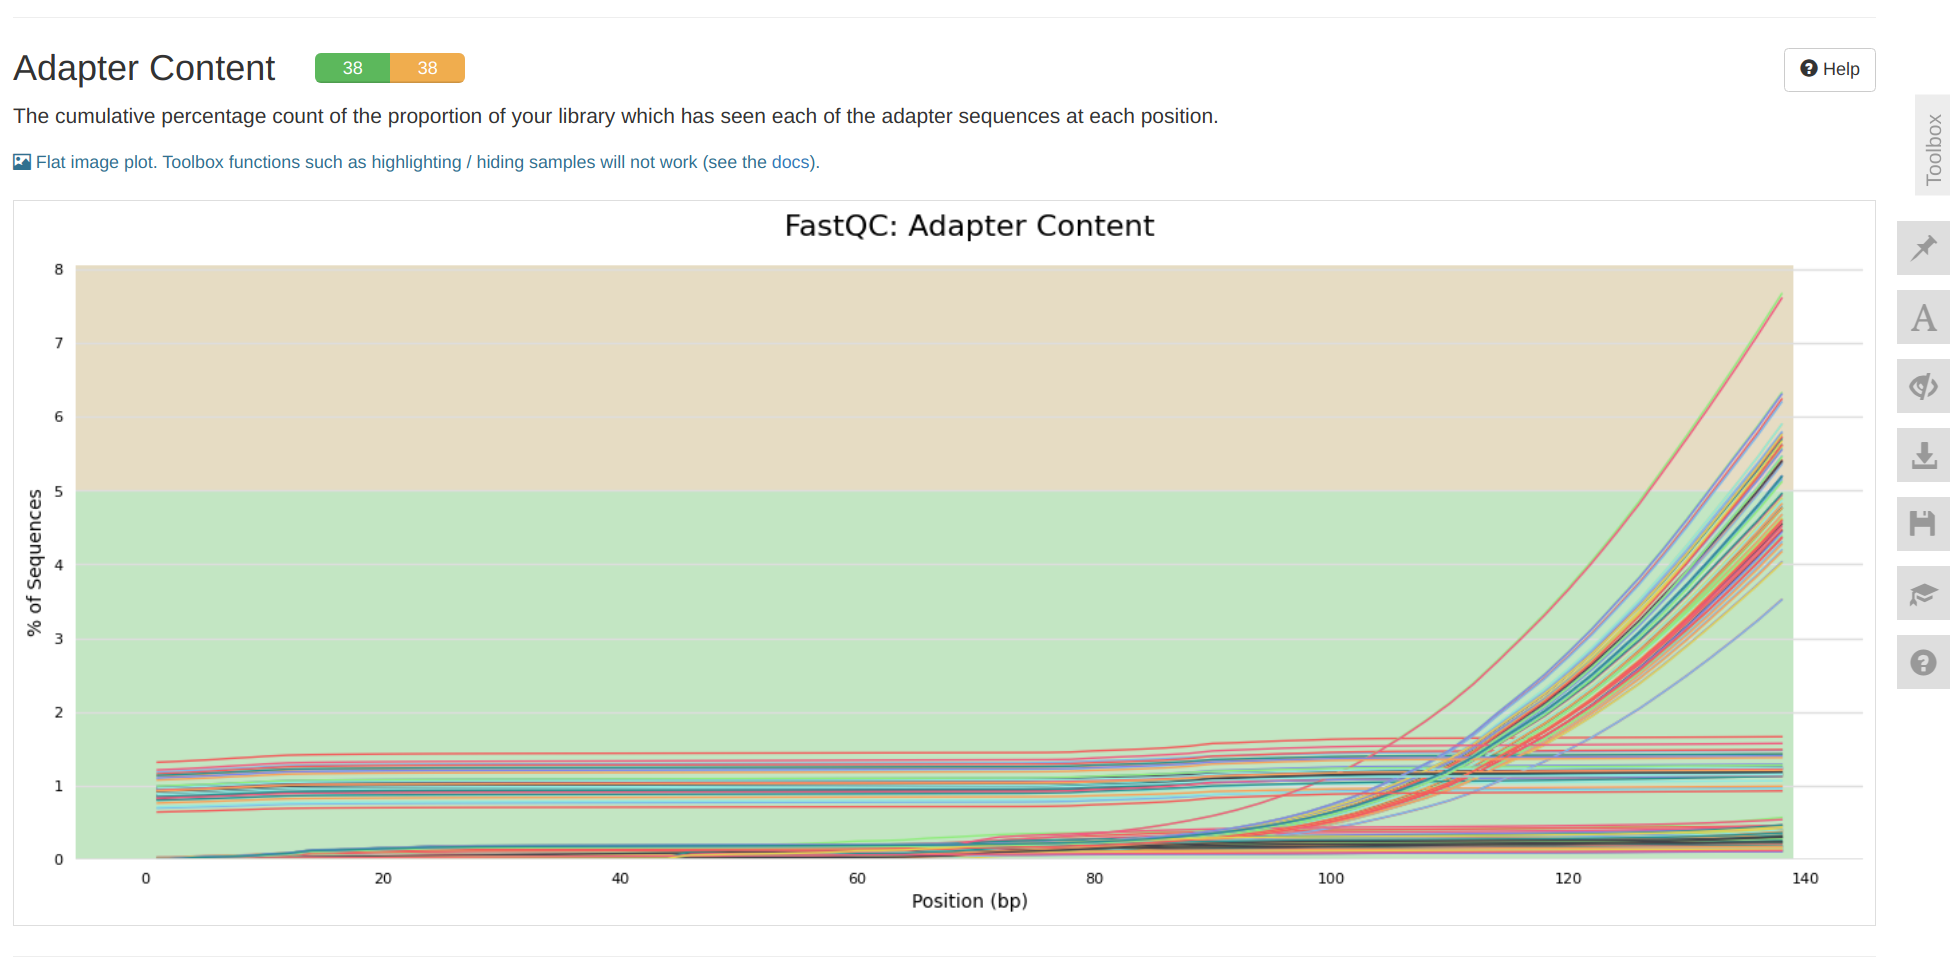 Adapter Content
38 38
Help
The cumulative percentage count of the proportion of your library which has seen each of the adapter sequences at each position.
Flat image plot. Toolbox functions such as highlighting / hiding samples will not work (see the docs).
Toolbox
FastQC: Adapter Content
% of Sequences
8
7
6
5
4
3
2
1
0
0 20 40 60 80 100 120 140
Position (bp)
A